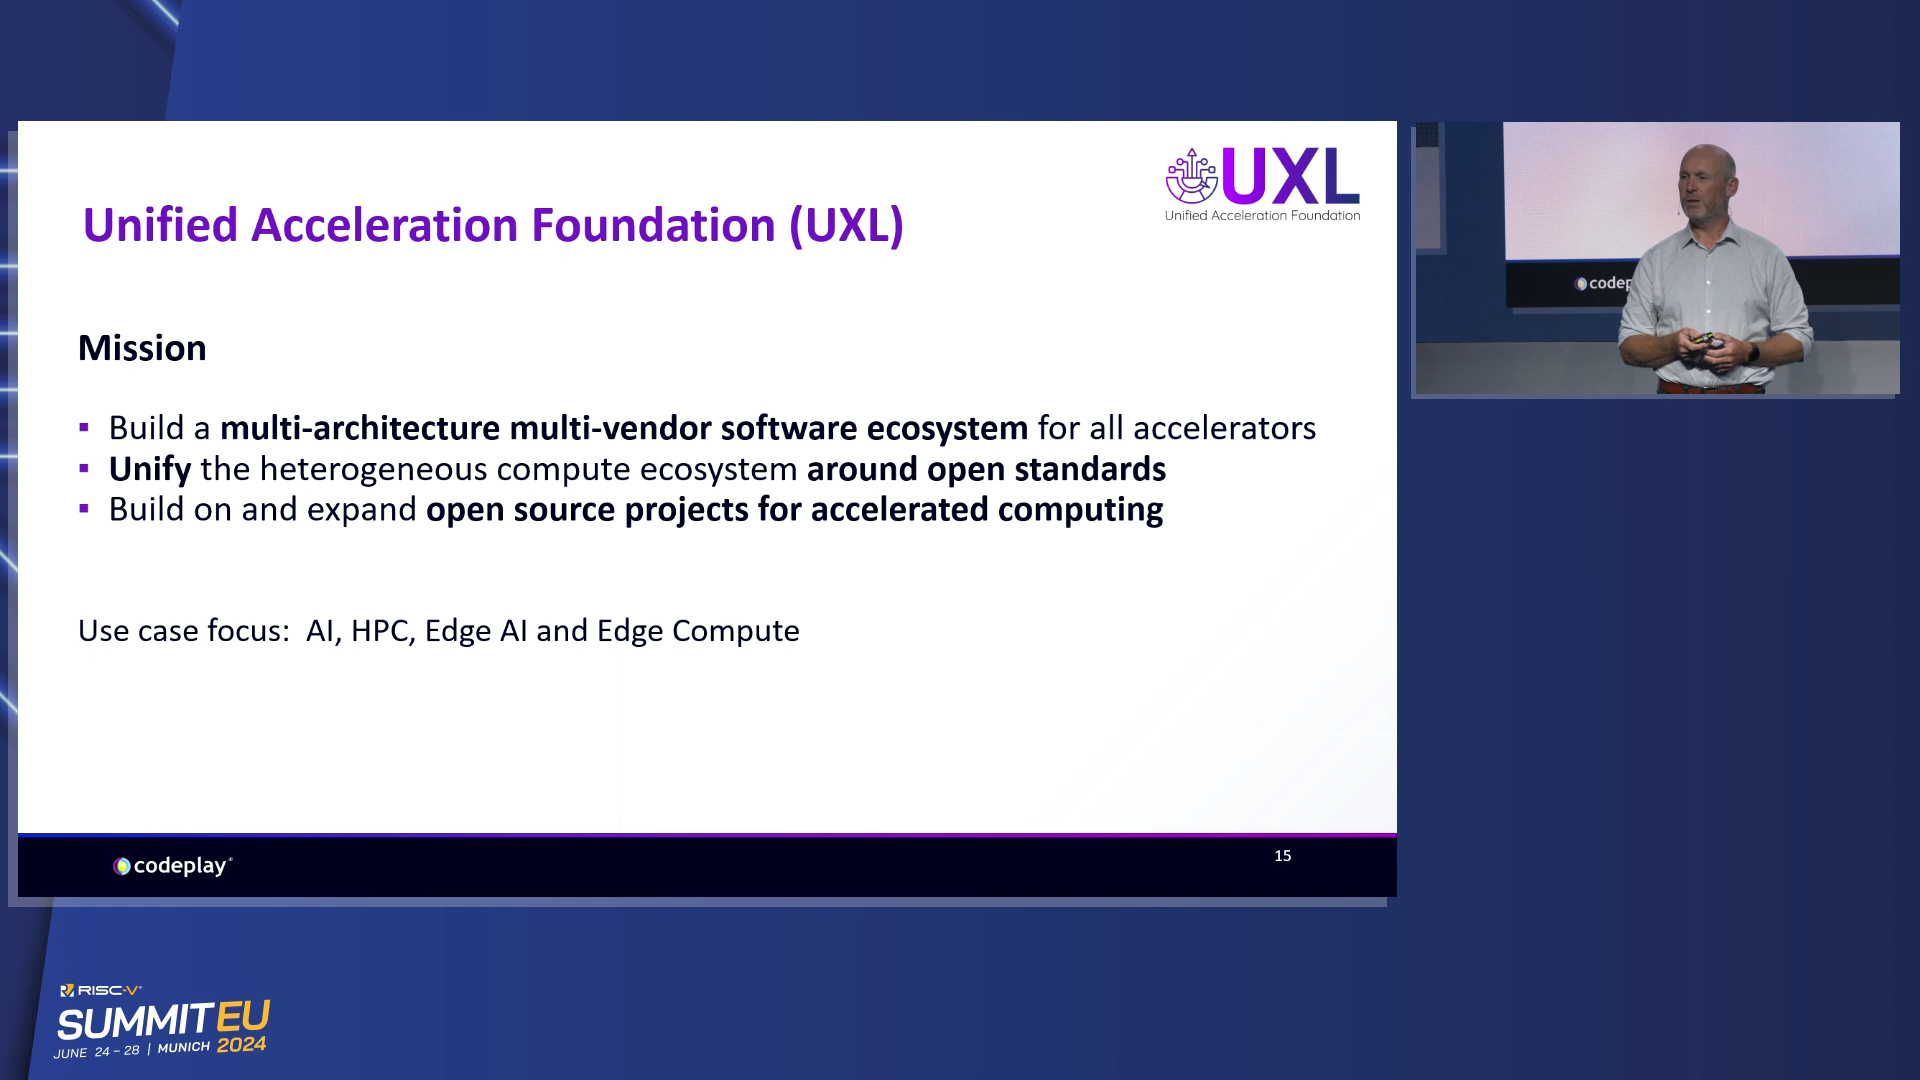 UXL
Unified Acceleration Foundation
Unified Acceleration Foundation (UXL)
Mission
▪ Build a multi-architecture multi-vendor software ecosystem for all accelerators
▪ Unify the heterogeneous compute ecosystem around open standards
▪ Build on and expand open source projects for accelerated computing
Use case focus: AI, HPC, Edge AI and Edge Compute
codeplay®
15
codep
RISC-V®
SUMMIT EU
JUNE 24 – 28 | MUNICH 2024